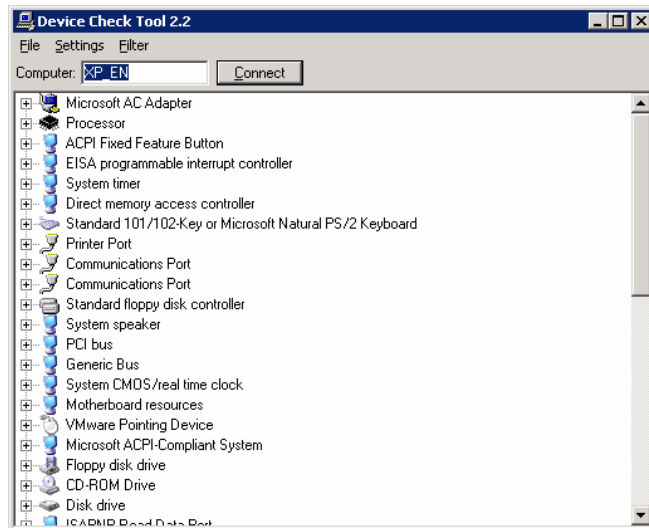 Device Check Tool 2.2
File Settings Filter
Computer: XP_EN Connect
Microsoft AC Adapter
Processor
ACPI Fixed Feature Button
EISA programmable interrupt controller
System timer
Direct memory access controller
Standard 101/102-Key or Microsoft Natural PS/2 Keyboard
Printer Port
Communications Port
Communications Port
Standard floppy disk controller
System speaker
PCI bus
Generic Bus
System CMOS/real time clock
Motherboard resources
VMware Pointing Device
Microsoft ACPI-Compliant System
Floppy disk drive
CD-ROM Drive
Disk drive
ISAPNP Read Data Port